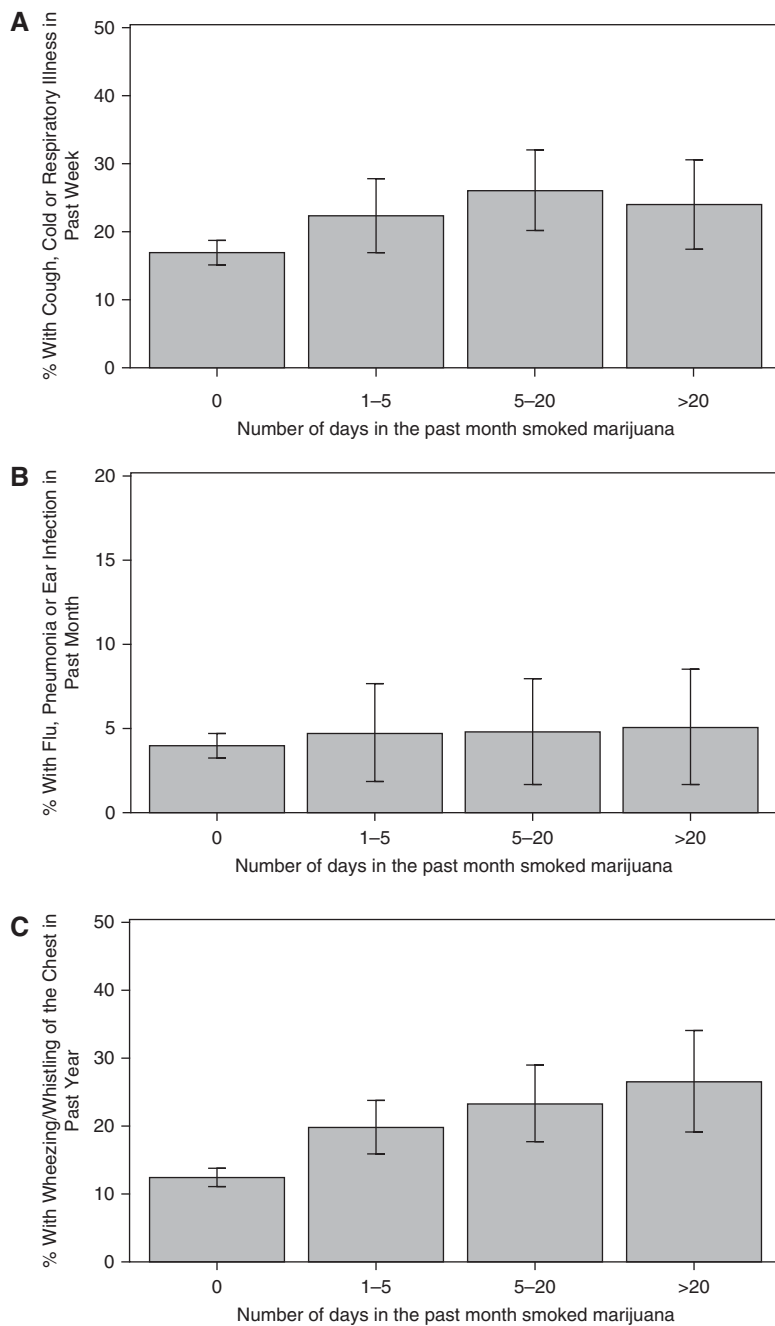 A
% With Cough, Cold or Respiratory Illness in
Past Week
50
40
30
20
10
0
0 1–5 5–20 >20
Number of days in the past month smoked marijuana
B
% With Flu, Pneumonia or Ear Infection in
Past Month
20
15
10
5
0
0 1–5 5–20 >20
Number of days in the past month smoked marijuana
C
% With Wheezing/Whistling of the Chest in
Past Year
50
40
30
20
10
0
0 1–5 5–20 >20
Number of days in the past month smoked marijuana